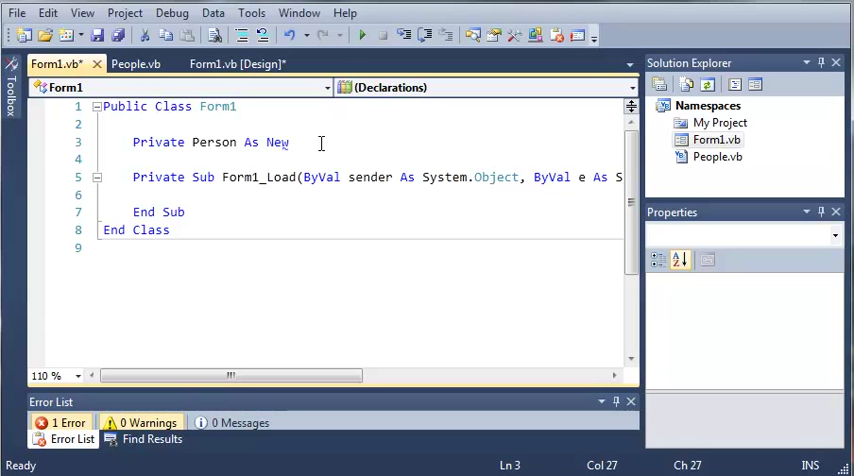 File Edit View Project Debug Data Tools Window Help
Form1.vb* People.vb Form1.vb [Design]*
Form1 (Declarations)
1 Public Class Form1
2
3 Private Person As New
4
5 Private Sub Form1_Load(ByVal sender As System.Object, ByVal e As S
6
7 End Sub
8 End Class
9
110 %
Error List
1 Error 0 Warnings 0 Messages
Error List Find Results
Ready Ln 3 Col 27 Ch 27 INS
Toolbox
Solution Explorer
Namespaces
My Project
Form1.vb
People.vb
Properties